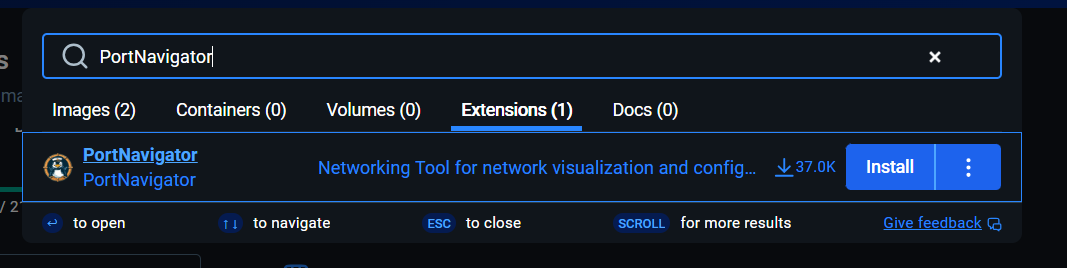 PortNavigator
Images (2) Containers (0) Volumes (0) Extensions (1) Docs (0)
PortNavigator
PortNavigator
Networking Tool for network visualization and config...
37.0K
Install
to open
to navigate
ESC to close
SCROLL for more results
Give feedback